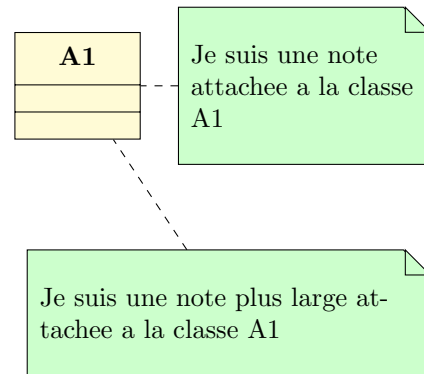 A1
Je suis une note
attachee a la classe
A1
Je suis une note plus large at-
tachee a la classe A1